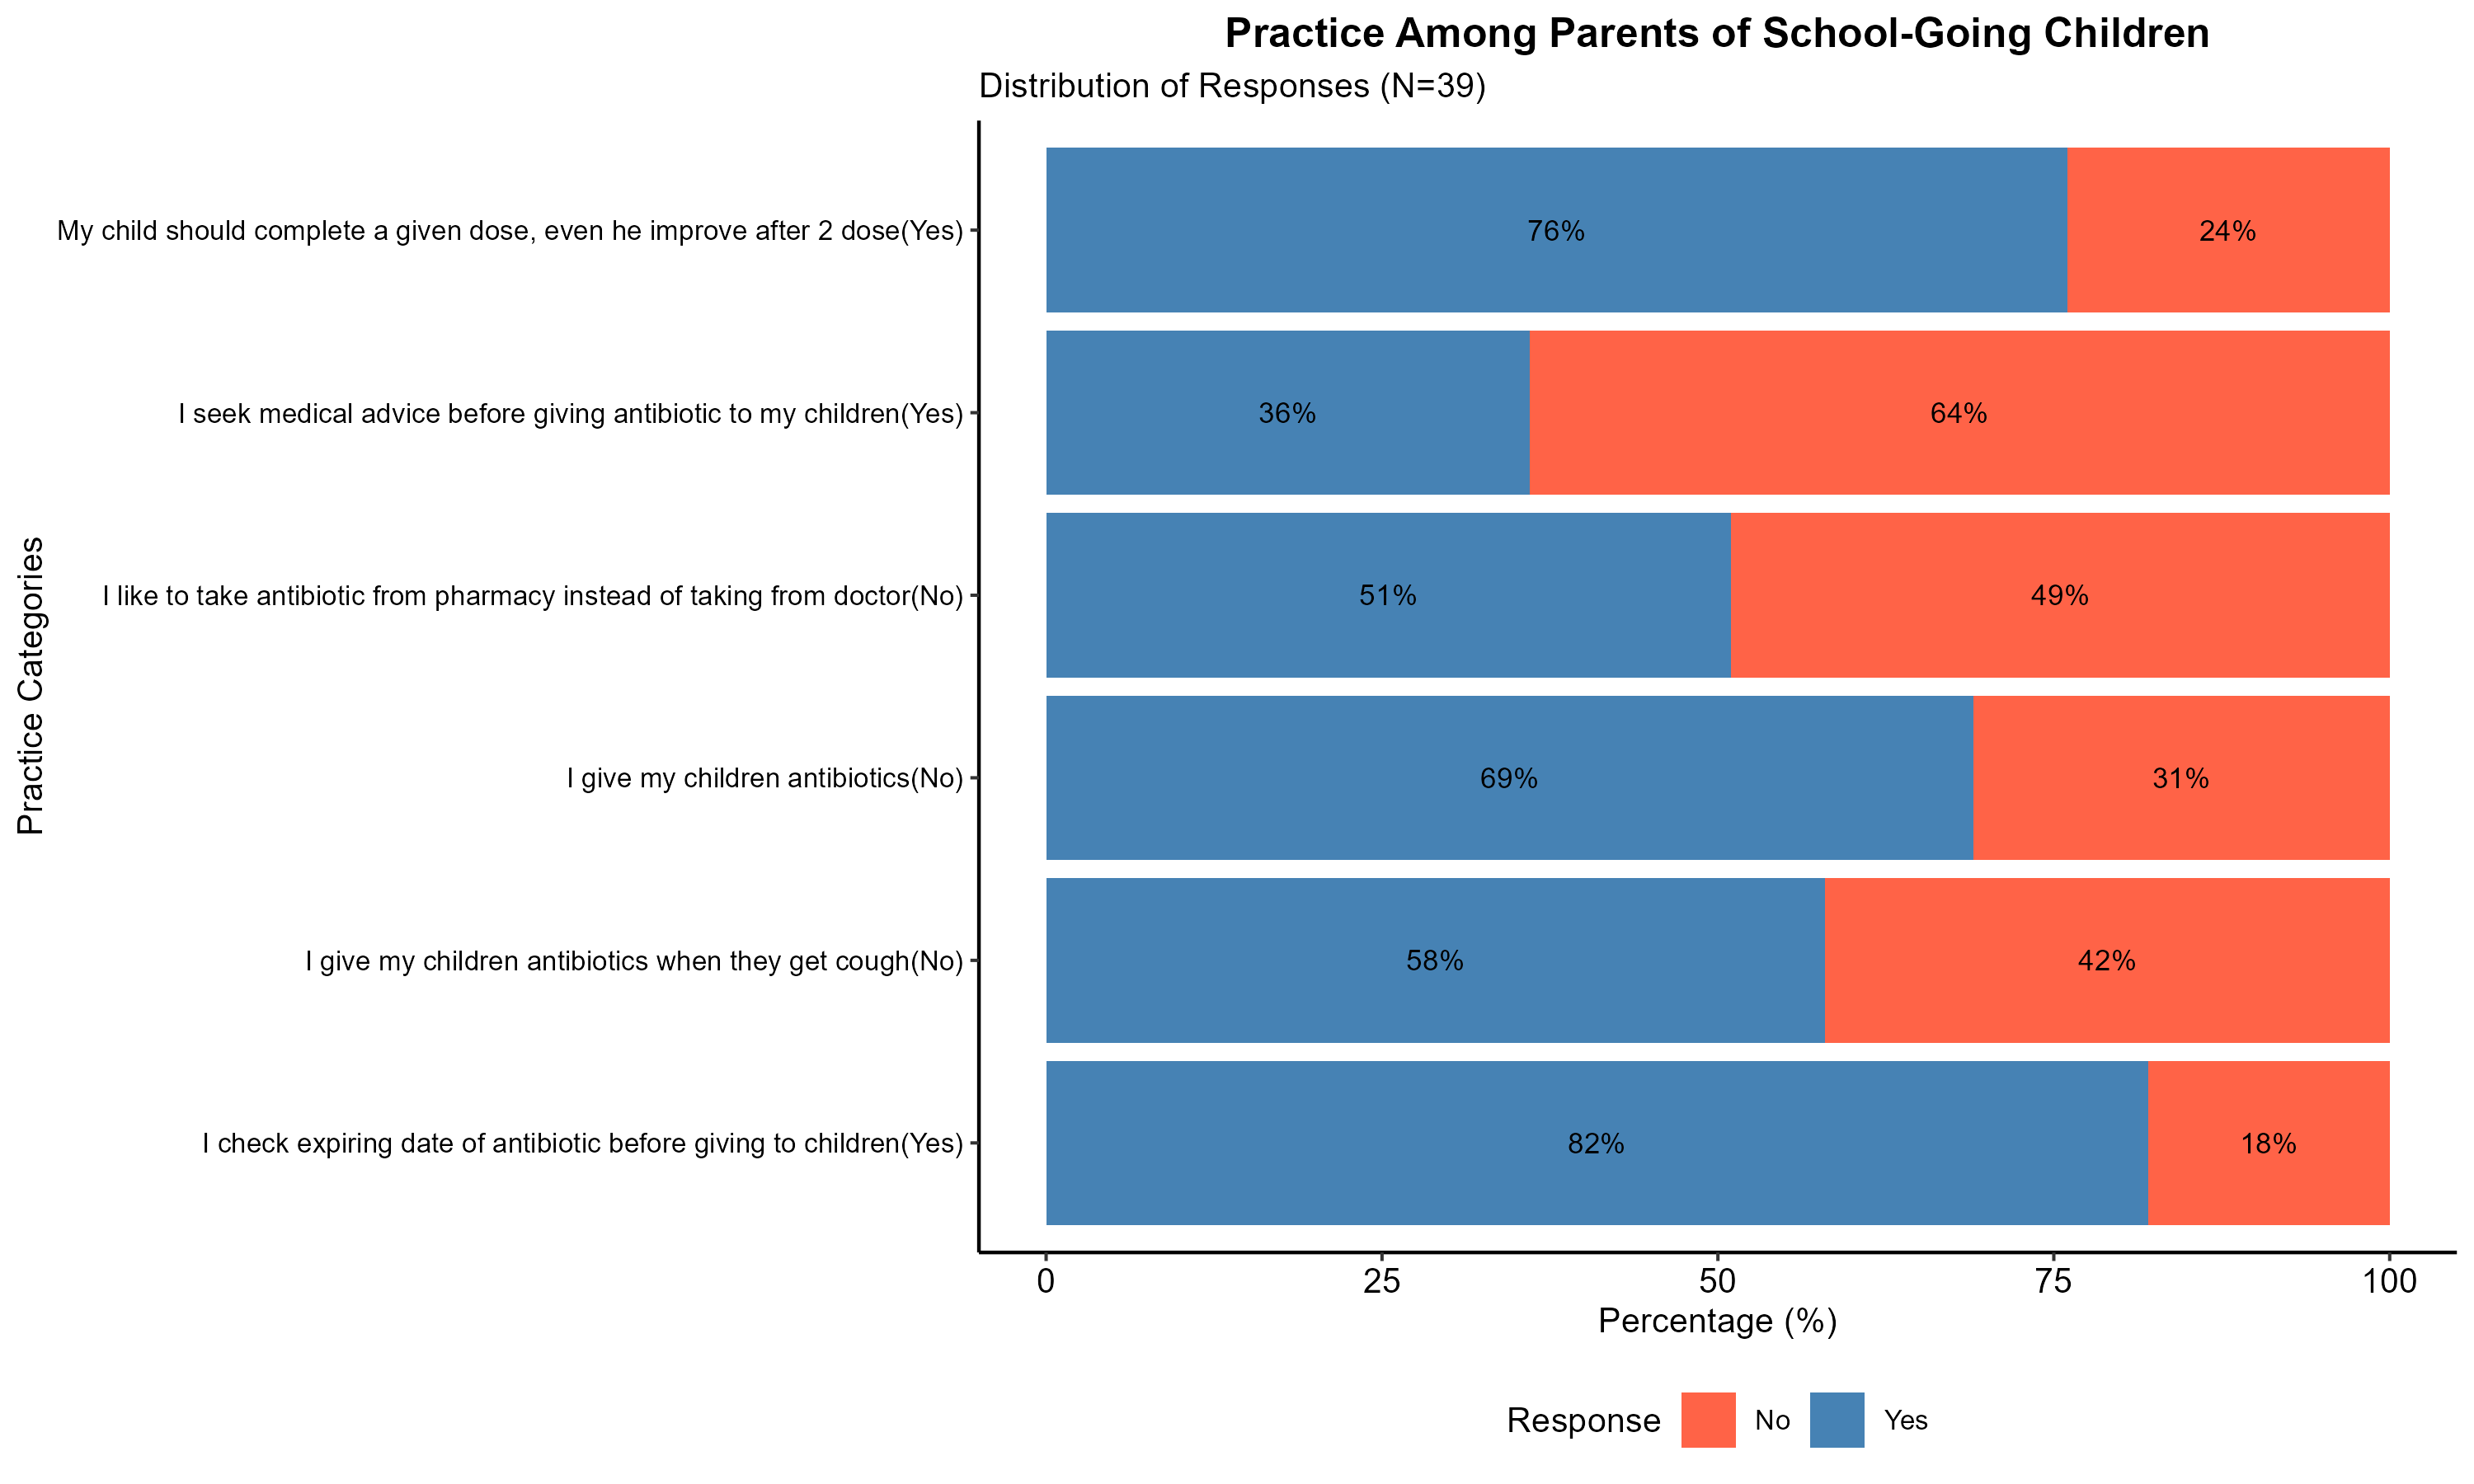 Practice Among Parents of School-Going Children
Distribution of Responses (N=39)
Practice Categories
My child should complete a given dose, even he improve after 2 dose(Yes)
76%
24%
I seek medical advice before giving antibiotic to my children(Yes)
36%
64%
I like to take antibiotic from pharmacy instead of taking from doctor(No)
51%
49%
I give my children antibiotics(No)
69%
31%
I give my children antibiotics when they get cough(No)
58%
42%
I check expiring date of antibiotic before giving to children(Yes)
82%
18%
0 25 50 75 100
Percentage (%)
Response No Yes